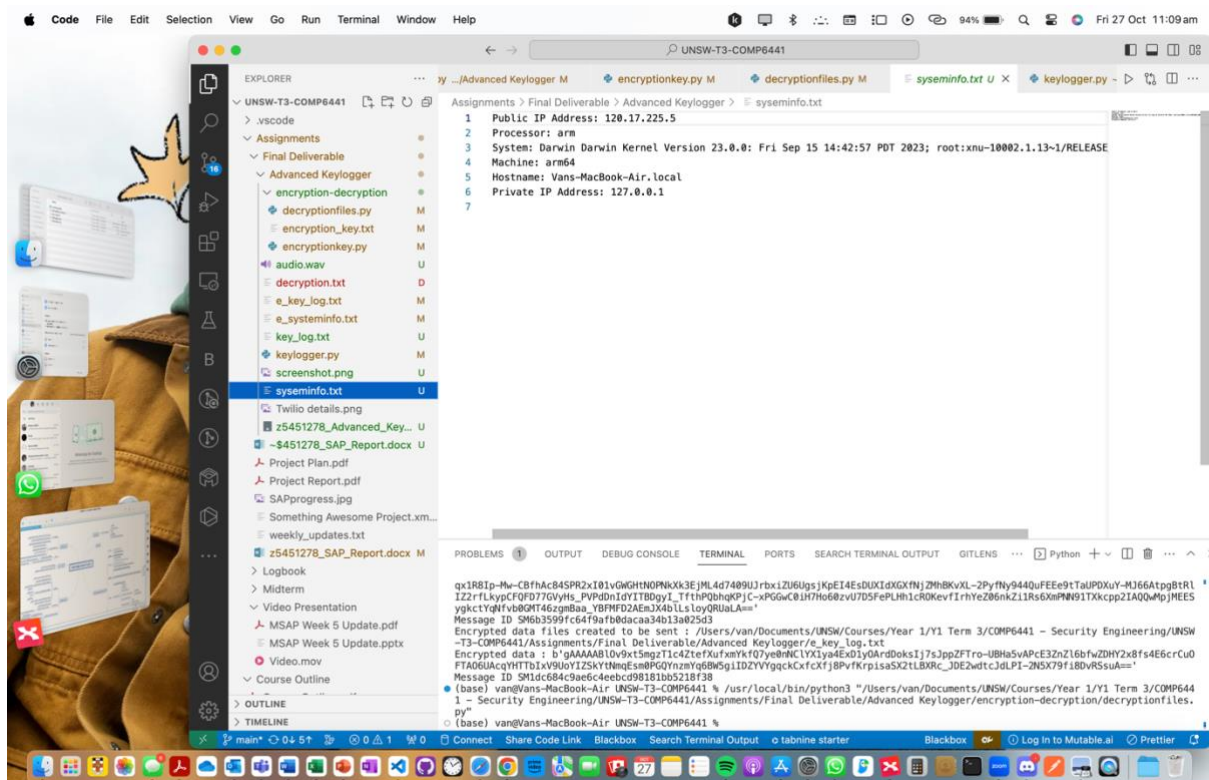 Code File Edit Selection View Go Run Terminal Window Help 94% Fri 27 Oct 11:09 am
UNSW-T3-COMP6441
EXPLORER
py .../Advanced Keylogger M encryptionkey.py M decryptionfiles.py M syseminfo.txt U keylogger.py
UNSW-T3-COMP6441
Assignments > Final Deliverable > Advanced Keylogger > syseminfo.txt
.vscode
Assignments
Final Deliverable
Advanced Keylogger
encryption-decryption
decryptionfiles.py M
encryption_key.txt M
encryptionkey.py M
audio.wav U
decryption.txt D
e_key_log.txt M
e_systeminfo.txt M
key_log.txt U
keylogger.py M
screenshot.png U
syseminfo.txt U
Twilio details.png
z5451278_Advanced_Key... U
~$451278_SAP_Report.docx U
Project Plan.pdf
Project Report.pdf
SAPprogress.jpg
Something Awesome Project.xm...
weekly_updates.txt
z5451278_SAP_Report.docx M
Logbook
Midterm
Video Presentation
MSAP Week 5 Update.pdf
MSAP Week 5 Update.pptx
Video.mov
Course Outline
OUTLINE
TIMELINE
1 Public IP Address: 120.17.225.5
2 Processor: arm
3 System: Darwin Darwin Kernel Version 23.0.0: Fri Sep 15 14:42:57 PDT 2023; root:xnu-10002.1.13~1/RELEASE
4 Machine: arm64
5 Hostname: Vans-MacBook-Air.local
6 Private IP Address: 127.0.0.1
7
PROBLEMS 1 OUTPUT DEBUG CONSOLE TERMINAL PORTS SEARCH TERMINAL OUTPUT GITLENS ... Python
Message ID SM6b3599fc64f9afb0dacaa34b13a025d3
Encrypted data files created to be sent : /Users/van/Documents/UNSW/Courses/Year 1/Y1 Term 3/COMP6441 – Security Engineering/UNSW
-T3-COMP6441/Assignments/Final Deliverable/Advanced Keylogger/e_key_log.txt
Message ID SM1dc684c9ae6c4eebcd98181bb5218f38
(base) van@Vans-MacBook-Air UNSW-T3-COMP6441 % /usr/local/bin/python3 "/Users/van/Documents/UNSW/Courses/Year 1/Y1 Term 3/COMP644
1 – Security Engineering/UNSW-T3-COMP6441/Assignments/Final Deliverable/Advanced Keylogger/encryption-decryption/decryptionfiles.
py"
(base) van@Vans-MacBook-Air UNSW-T3-COMP6441 %
main* 0↓ 5↑ 0 1 0 Connect Share Code Link Blackbox Search Terminal Output tabnine starter Blackbox Log In to Mutable.ai Prettier